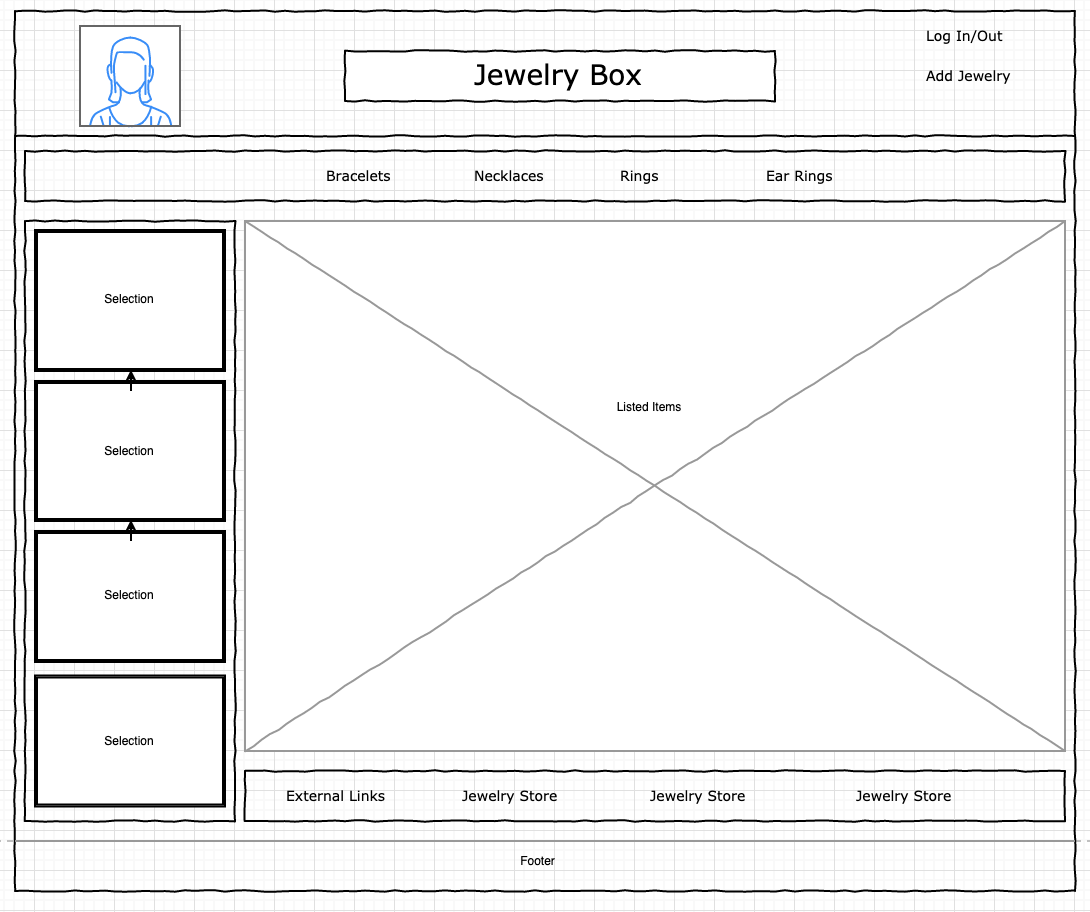 Log In/Out
Jewelry Box
Add Jewelry
Bracelets Necklaces Rings Ear Rings
Selection
Listed Items
Selection
Selection
Selection
External Links Jewelry Store Jewelry Store Jewelry Store
Footer